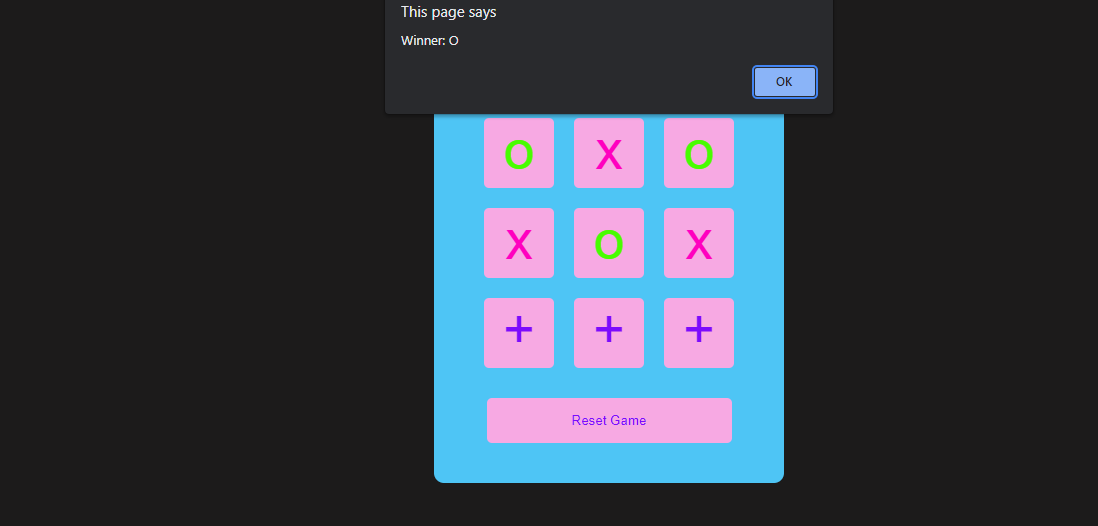 This page says
Winner: O
OK
O X O
X O X
+ + +
Reset Game